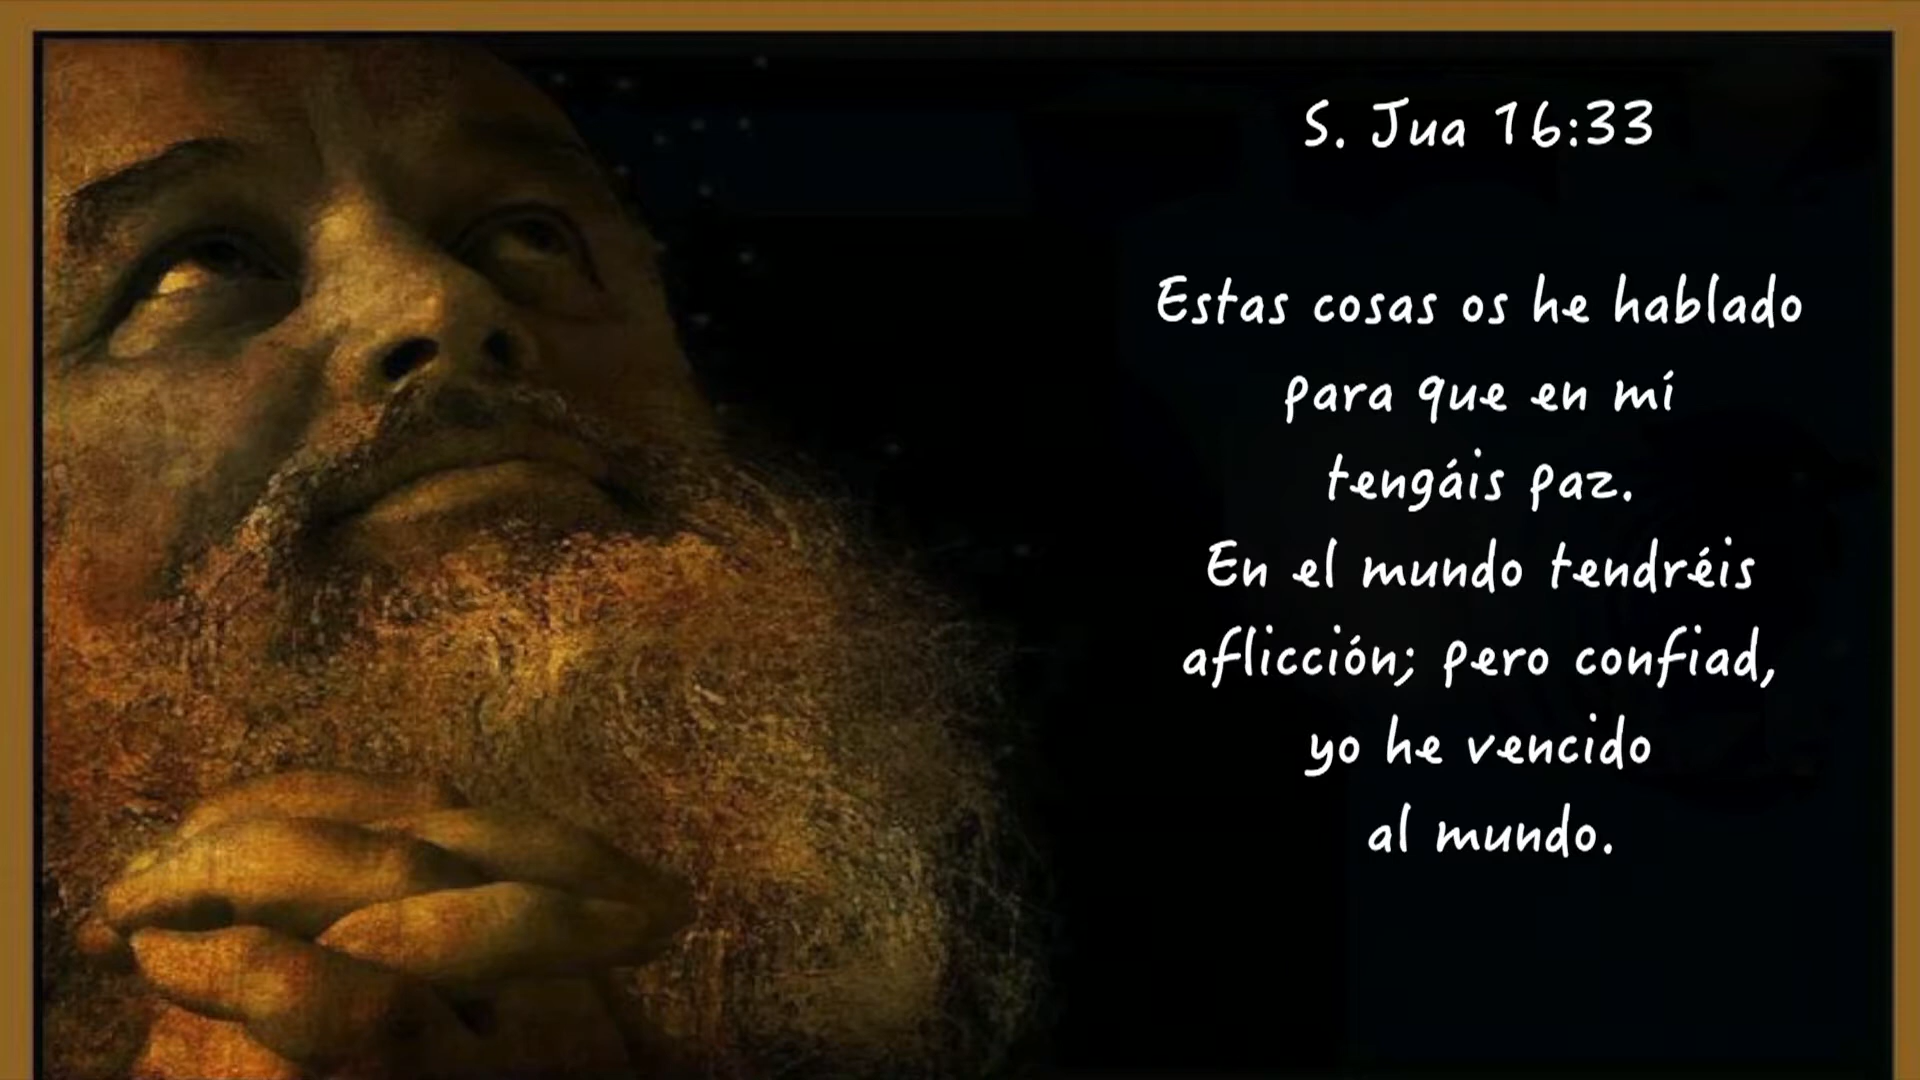 S. Jua 16:33
Estas cosas os he hablado
para que en mí
tengáis paz.
En el mundo tendréis
aflicción; pero confiad,
yo he vencido
al mundo.